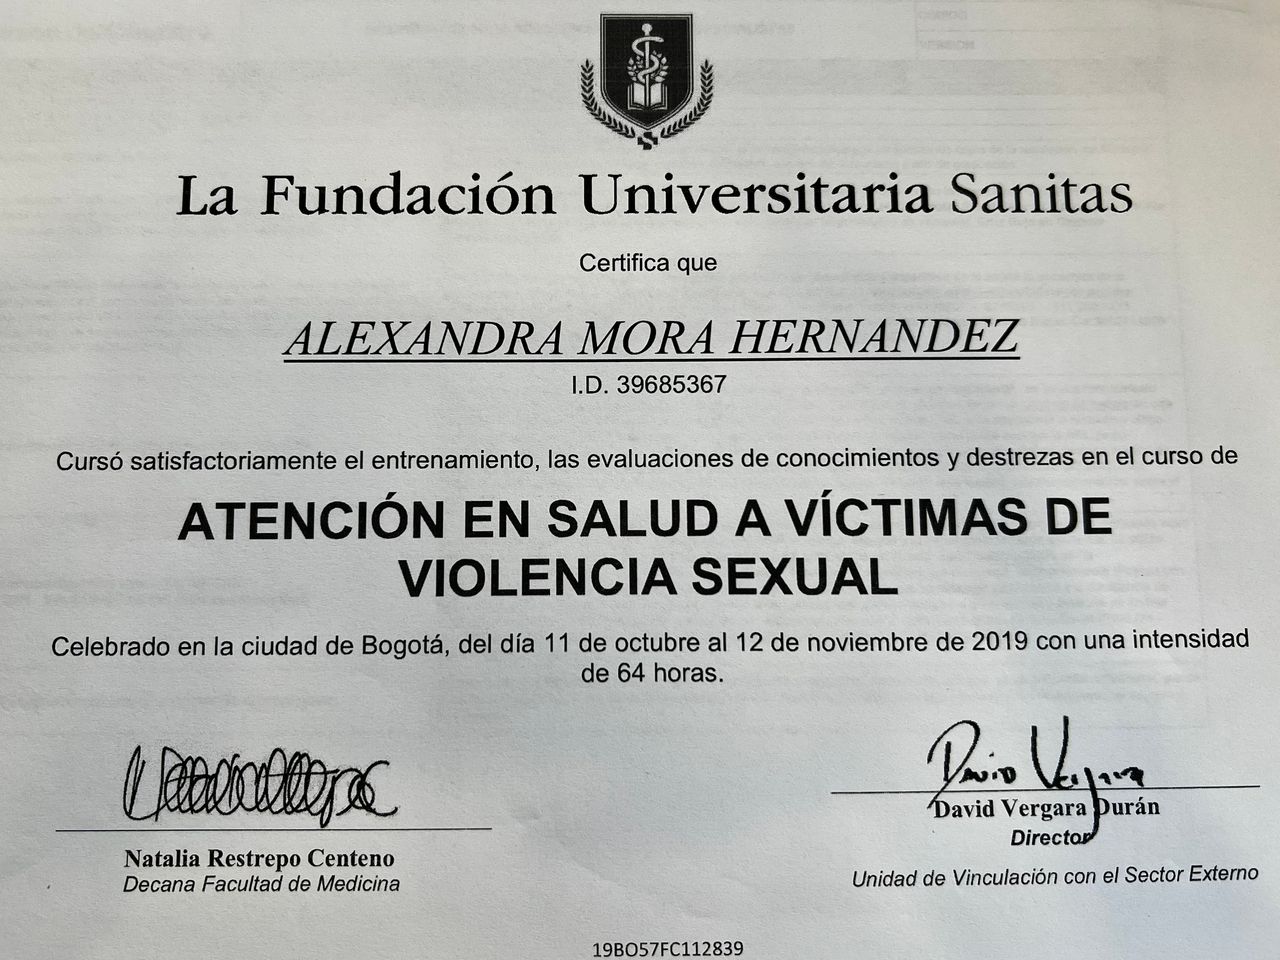 La Fundación Universitaria Sanitas
Certifica que
ALEXANDRA MORA HERNANDEZ
I.D. 39685367
Cursó satisfactoriamente el entrenamiento, las evaluaciones de conocimientos y destrezas en el curso de
ATENCIÓN EN SALUD A VÍCTIMAS DE
VIOLENCIA SEXUAL
Celebrado en la ciudad de Bogotá, del día 11 de octubre al 12 de noviembre de 2019 con una intensidad
de 64 horas.
Natalia Restrepo Centeno
Decana Facultad de Medicina
David Vergara
David Vergara Durán
Director
Unidad de Vinculación con el Sector Externo
19BO57FC112839